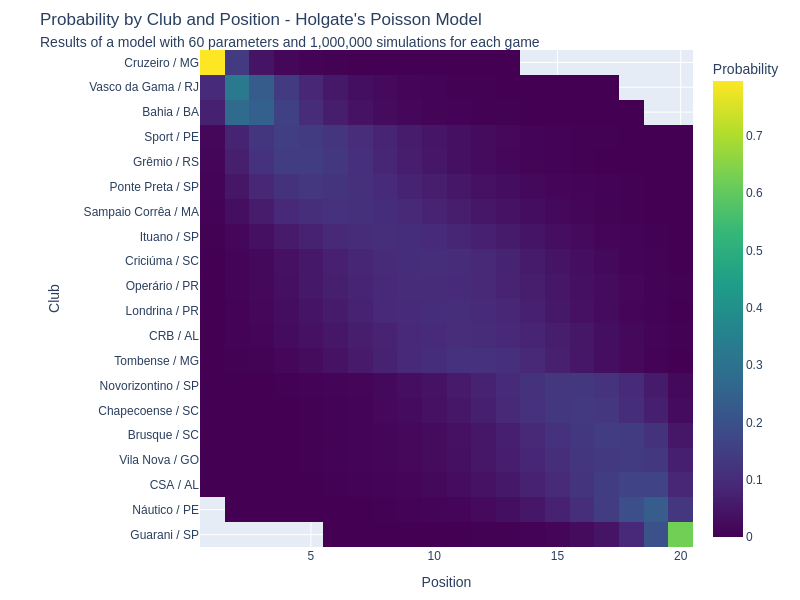 Probability by Club and Position - Holgate's Poisson Model
Results of a model with 60 parameters and 1,000,000 simulations for each game
Probability
Cruzeiro / MG
Vasco da Gama / RJ
Bahia / BA
Sport / PE
Grêmio / RS
Ponte Preta / SP
Sampaio Corrêa / MA
Ituano / SP
Criciúma / SC
Operário / PR
Londrina / PR
CRB / AL
Tombense / MG
Novorizontino / SP
Chapecoense / SC
Brusque / SC
Vila Nova / GO
CSA / AL
Náutico / PE
Guarani / SP
Club
5
10
15
20
Position
0.7
0.6
0.5
0.4
0.3
0.2
0.1
0